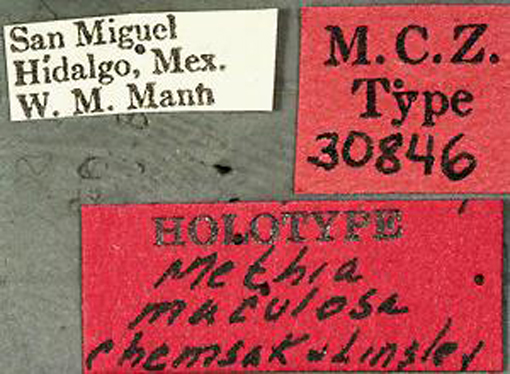 San Miguel
Hidalgo, Mex.
W. M. Mann
M.C.Z.
Type
30846
HOLOTYPE
Methia
maculosa
Chemsak & Linsley